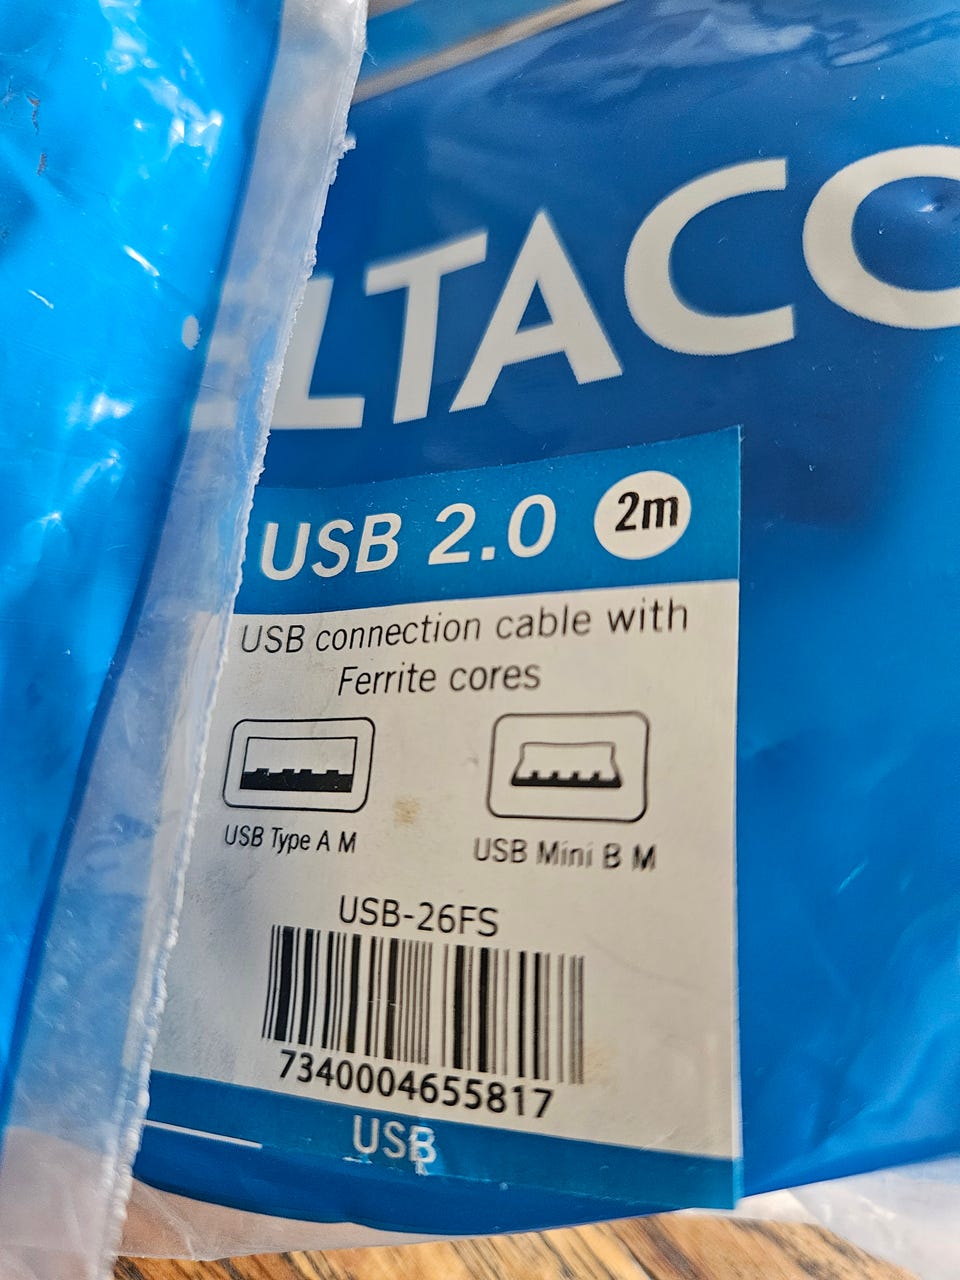 ELTACO
USB 2.0 2m
USB connection cable with
Ferrite cores
USB Type A M USB Mini B M
USB-26FS
7340004655817
USB